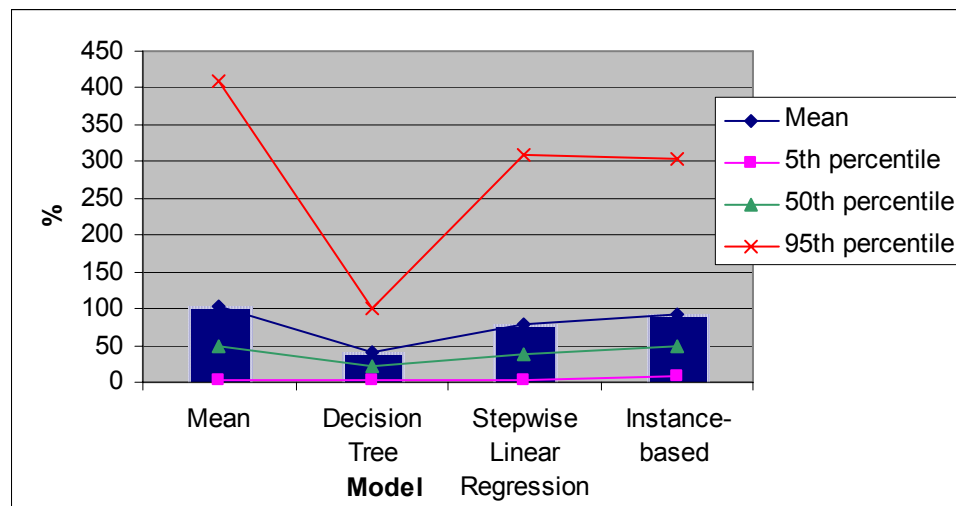 450
400
350
300
250
200
150
100
50
0
%
Mean
5th percentile
50th percentile
95th percentile
Mean
Decision
Tree
Stepwise
Linear
Regression
Instance-
based
Model